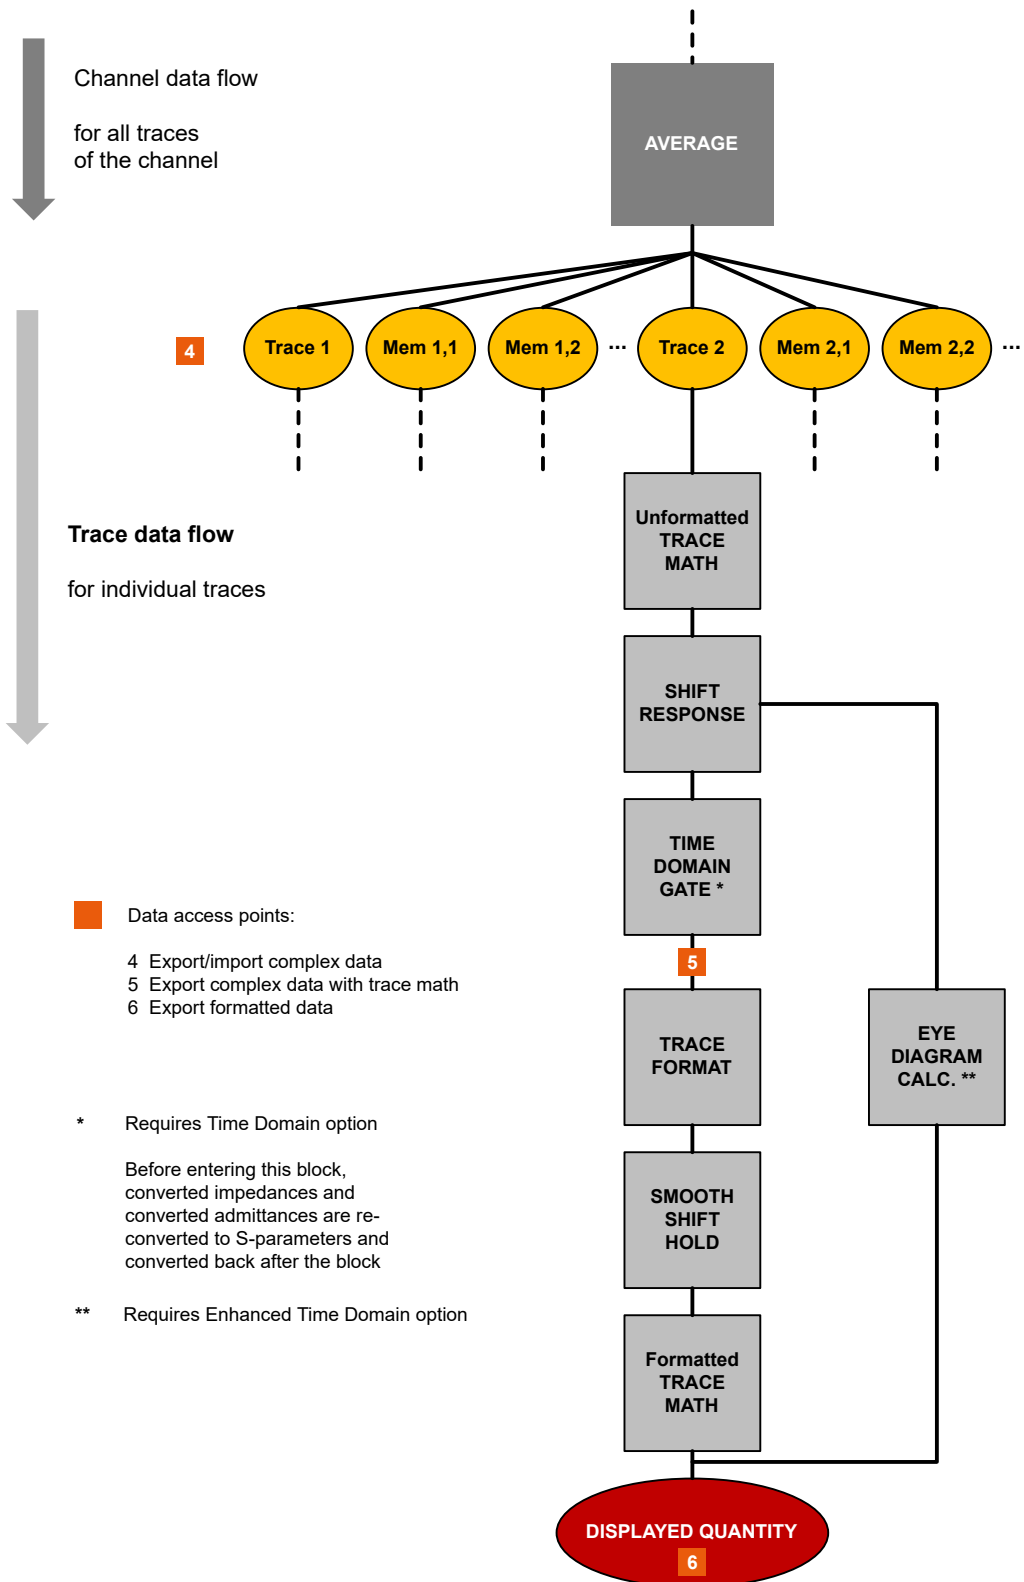 Channel data flow
for all traces
of the channel
AVERAGE
4
Trace 1
Mem 1,1
Mem 1,2
...
Trace 2
Mem 2,1
Mem 2,2
...
Trace data flow
for individual traces
Unformatted
TRACE
MATH
SHIFT
RESPONSE
TIME
DOMAIN
GATE *
5
TRACE
FORMAT
EYE
DIAGRAM
CALC. **
SMOOTH
SHIFT
HOLD
Formatted
TRACE
MATH
DISPLAYED QUANTITY
6
Data access points:
4 Export/import complex data
5 Export complex data with trace math
6 Export formatted data
* Requires Time Domain option
Before entering this block,
converted impedances and
converted admittances are re-
converted to S-parameters and
converted back after the block
** Requires Enhanced Time Domain option